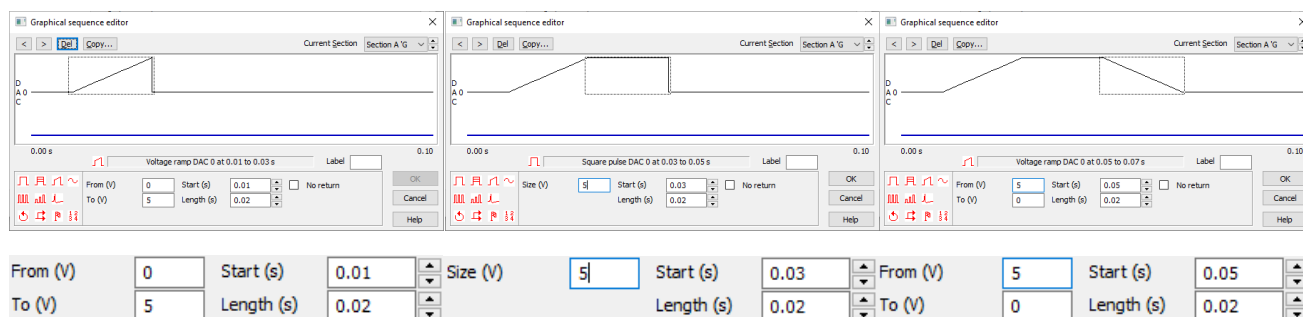 Graphical sequence editor
< > Del Copy... Current Section Section A 'G
D
A 0
C
0.00 s 0.10
Voltage ramp DAC 0 at 0.01 to 0.03 s Label
From (V) 0 Start (s) 0.01 No return OK
To (V) 5 Length (s) 0.02 Cancel
Help
Graphical sequence editor
< > Del Copy... Current Section Section A 'G
D
A 0
C
0.00 s 0.10
Square pulse DAC 0 at 0.03 to 0.05 s Label
Size (V) 5 Start (s) 0.03 No return OK
Length (s) 0.02 Cancel
Help
Graphical sequence editor
< > Del Copy... Current Section Section A 'G
D
A 0
C
0.00 s 0.10
Voltage ramp DAC 0 at 0.05 to 0.07 s Label
From (V) 5 Start (s) 0.05 No return OK
To (V) 0 Length (s) 0.02 Cancel
Help
From (V) 0 Start (s) 0.01
To (V) 5 Length (s) 0.02
Size (V) 5 Start (s) 0.03
Length (s) 0.02
From (V) 5 Start (s) 0.05
To (V) 0 Length (s) 0.02